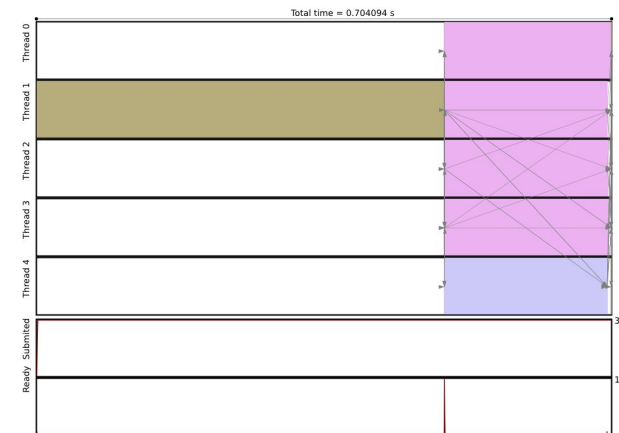 Total time = 0.704094 s
Thread 0
Thread 1
Thread 2
Thread 3
Thread 4
Submited
3
Ready
1